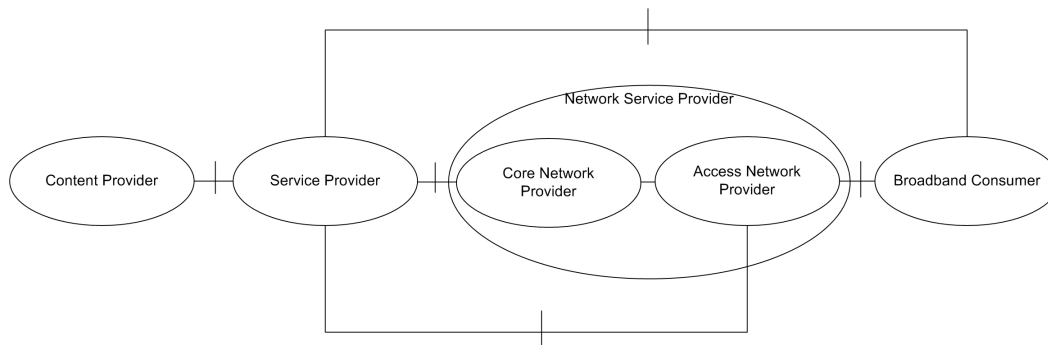 Network Service Provider
Content Provider
Service Provider
Core Network
Provider
Access Network
Provider
Broadband Consumer